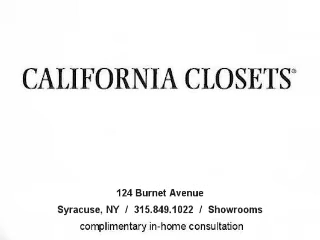 CALIFORNIA CLOSETS®
124 Burnet Avenue
Syracuse, NY / 315.849.1022 / Showrooms
complimentary in-home consultation